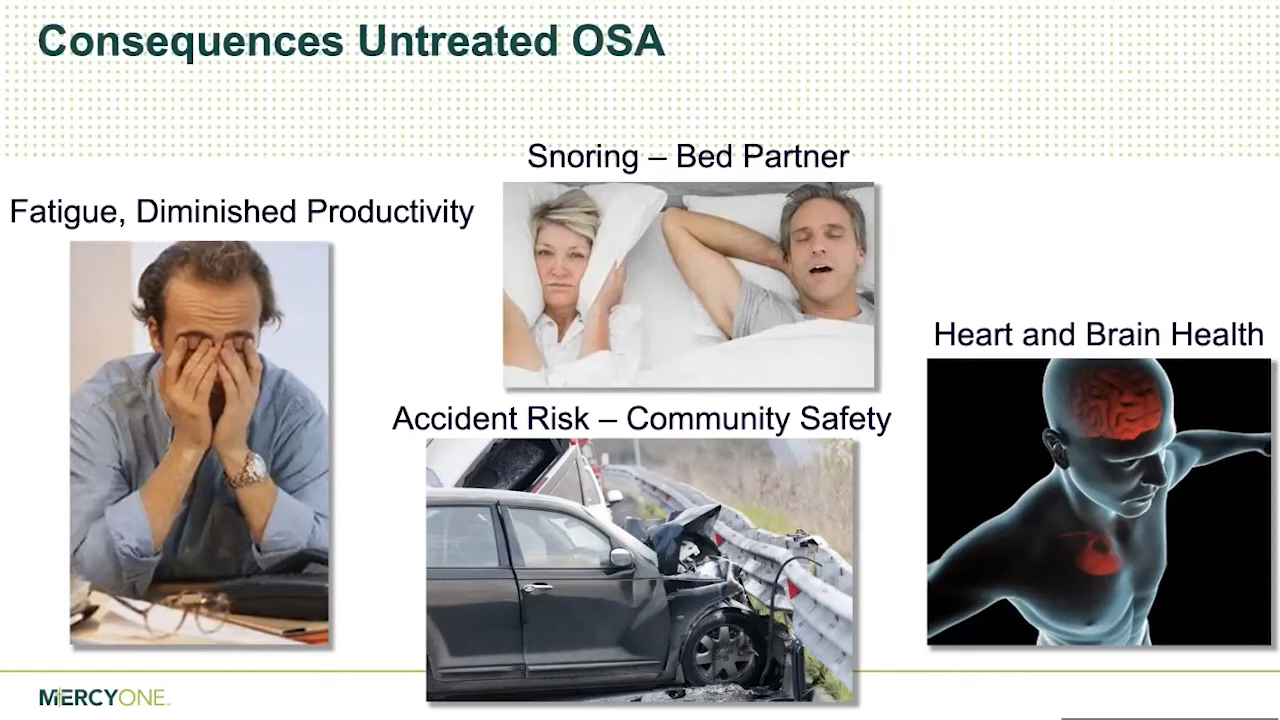 Consequences Untreated OSA
Snoring – Bed Partner
Fatigue, Diminished Productivity
Heart and Brain Health
Accident Risk – Community Safety
MERCYONE